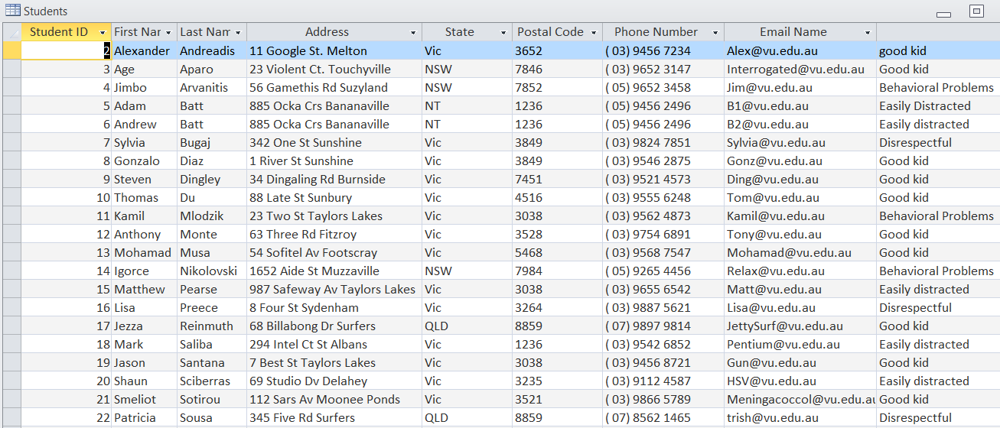 Students
Student ID First Nar Last Nam Address State Postal Code Phone Number Email Name
2 Alexander Andreadis 11 Google St. Melton Vic 3652 ( 03) 9456 7234 Alex@vu.edu.au good kid
3 Age Aparo 23 Violent Ct. Touchyville NSW 7846 ( 03) 9652 3147 Interrogated@vu.edu.au Good kid
4 Jimbo Arvanitis 56 Gamethis Rd Suzyland NSW 7852 ( 05) 9652 3458 Jim@vu.edu.au Behavioral Problems
5 Adam Batt 885 Ocka Crs Bananaville NT 1236 ( 05) 9456 2496 B1@vu.edu.au Easily Distracted
6 Andrew Batt 885 Ocka Crs Bananaville NT 1236 ( 05) 9456 2496 B2@vu.edu.au Easily distracted
7 Sylvia Bugaj 342 One St Sunshine Vic 3849 ( 03) 9824 7851 Sylvia@vu.edu.au Disrespectful
8 Gonzalo Diaz 1 River St Sunshine Vic 3849 ( 03) 9546 2875 Gonz@vu.edu.au Good kid
9 Steven Dingley 34 Dingaling Rd Burnside Vic 7451 ( 03) 9521 4573 Ding@vu.edu.au Good kid
10 Thomas Du 88 Late St Sunbury Vic 4516 ( 03) 9555 6248 Tom@vu.edu.au Good kid
11 Kamil Mlodzik 23 Two St Taylors Lakes Vic 3038 ( 03) 9562 4873 Kamil@vu.edu.au Behavioral Problems
12 Anthony Monte 63 Three Rd Fitzroy Vic 3528 ( 03) 9754 6891 Tony@vu.edu.au Good kid
13 Mohamad Musa 54 Sofitel Av Footscray Vic 5468 ( 03) 9568 7547 Mohamad@vu.edu.au Good kid
14 Igorce Nikolovski 1652 Aide St Muzzaville NSW 7984 ( 05) 9265 4456 Relax@vu.edu.au Behavioral Problems
15 Matthew Pearse 987 Safeway Av Taylors Lakes Vic 3038 ( 03) 9655 6542 Matt@vu.edu.au Easily distracted
16 Lisa Preece 8 Four St Sydenham Vic 3264 ( 03) 9887 5621 Lisa@vu.edu.au Disrespectful
17 Jezza Reinmuth 68 Billabong Dr Surfers QLD 8859 ( 07) 9897 9814 JettySurf@vu.edu.au Good kid
18 Mark Saliba 294 Intel Ct St Albans Vic 1236 ( 03) 9542 6852 Pentium@vu.edu.au Easily distracted
19 Jason Santana 7 Best St Taylors Lakes Vic 3038 ( 03) 9456 8721 Gun@vu.edu.au Good kid
20 Shaun Sciberras 69 Studio Dv Delahey Vic 3235 ( 03) 9112 4587 HSV@vu.edu.au Easily distracted
21 Smeliot Sotirou 112 Sars Av Moonee Ponds Vic 3521 ( 03) 9866 5789 Meningacoccol@vu.edu.au Good kid
22 Patricia Sousa 345 Five Rd Surfers QLD 8859 ( 07) 8562 1465 trish@vu.edu.au Disrespectful